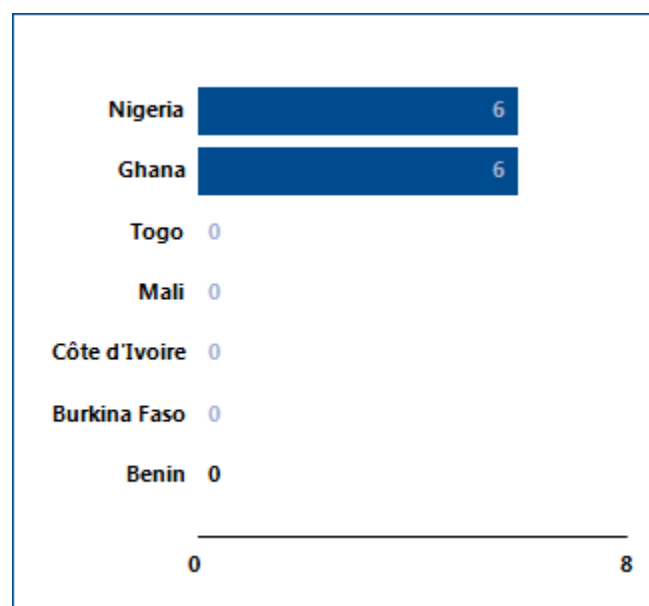 Nigeria 6
Ghana 6
Togo 0
Mali 0
Côte d'Ivoire 0
Burkina Faso 0
Benin 0
0 8